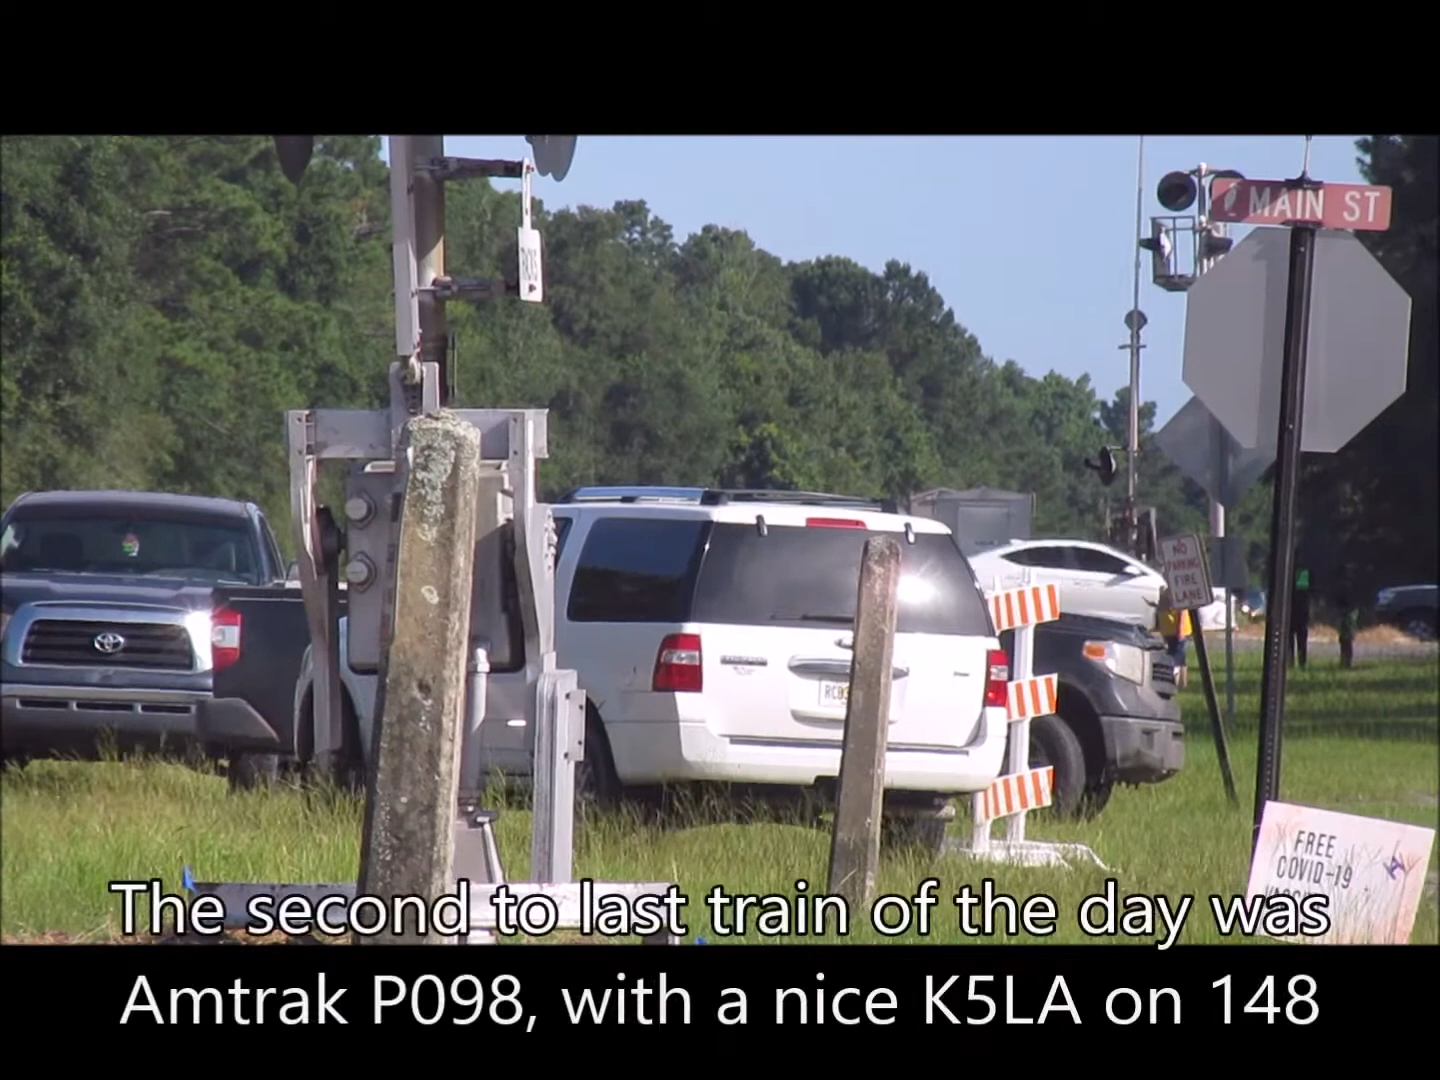 MAIN ST
NO
PARKING
FIRE
LANE
FREE
COVID-19
The second to last train of the day was
Amtrak P098, with a nice K5LA on 148